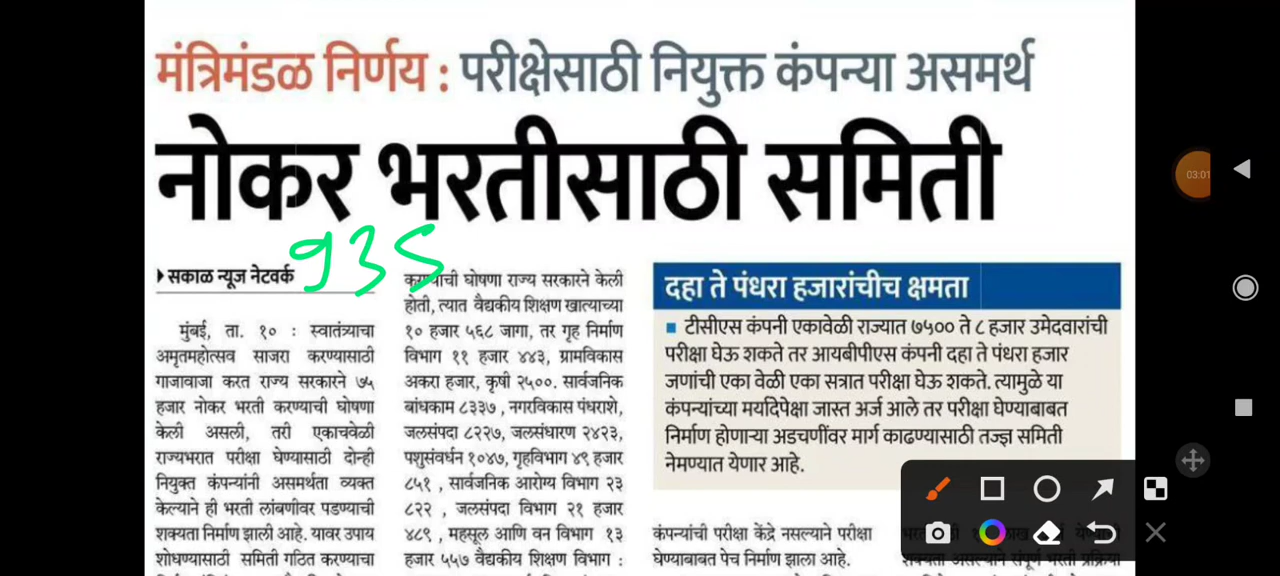 मंत्रिमंडळ निर्णय : परीक्षेसाठी नियुक्त कंपन्या असमर्थ
नोकर भरतीसाठी समिती
935
सकाळ न्यूज नेटवर्क
मुंबई, ता. १० : स्वातंत्र्याचा
अमृतमहोत्सव साजरा करण्यासाठी
गाजावाजा करत राज्य सरकारने ७५
हजार नोकर भरती करण्याची घोषणा
केली असली, तरी एकाचवेळी
राज्यभरात परीक्षा घेण्यासाठी दोन्ही
नियुक्त कंपन्यांनी असमर्थता व्यक्त
केल्याने ही भरती लांबणीवर पडण्याची
शक्यता निर्माण झाली आहे. यावर उपाय
शोधण्यासाठी समिती गठित करण्याचा
करण्याची घोषणा राज्य सरकारने केली
होती, त्यात वैद्यकीय शिक्षण खात्याच्या
१० हजार ५६८ जागा, तर गृह निर्माण
विभाग ११ हजार ४४३, ग्रामविकास
अकरा हजार, कृषी २५००. सार्वजनिक
बांधकाम ८३३७ , नगरविकास पंधराशे,
जलसंपदा ८२२७, जलसंधारण २४२३,
पशुसंवर्धन १०४७, गृहविभाग ४९ हजार
८५१ , सार्वजनिक आरोग्य विभाग २३
८२२ , जलसंपदा विभाग २१ हजार
४८९ , महसूल आणि वन विभाग १३
हजार ५५७ वैद्यकीय शिक्षण विभाग :
दहा ते पंधरा हजारांचीच क्षमता
■ टीसीएस कंपनी एकावेळी राज्यात ७५०० ते ८ हजार उमेदवारांची
परीक्षा घेऊ शकते तर आयबीपीएस कंपनी दहा ते पंधरा हजार
जणांची एका वेळी एका सत्रात परीक्षा घेऊ शकते. त्यामुळे या
कंपन्यांच्या मर्यादेपेक्षा जास्त अर्ज आले तर परीक्षा घेण्याबाबत
निर्माण होणाऱ्या अडचणींवर मार्ग काढण्यासाठी तज्ज्ञ समिती
नेमण्यात येणार आहे.
कंपन्यांची परीक्षा केंद्रे नसल्याने परीक्षा
घेण्याबाबत पेच निर्माण झाला आहे.
शक्यता असल्याने संपूर्ण भरती प्रक्रिया
03:01